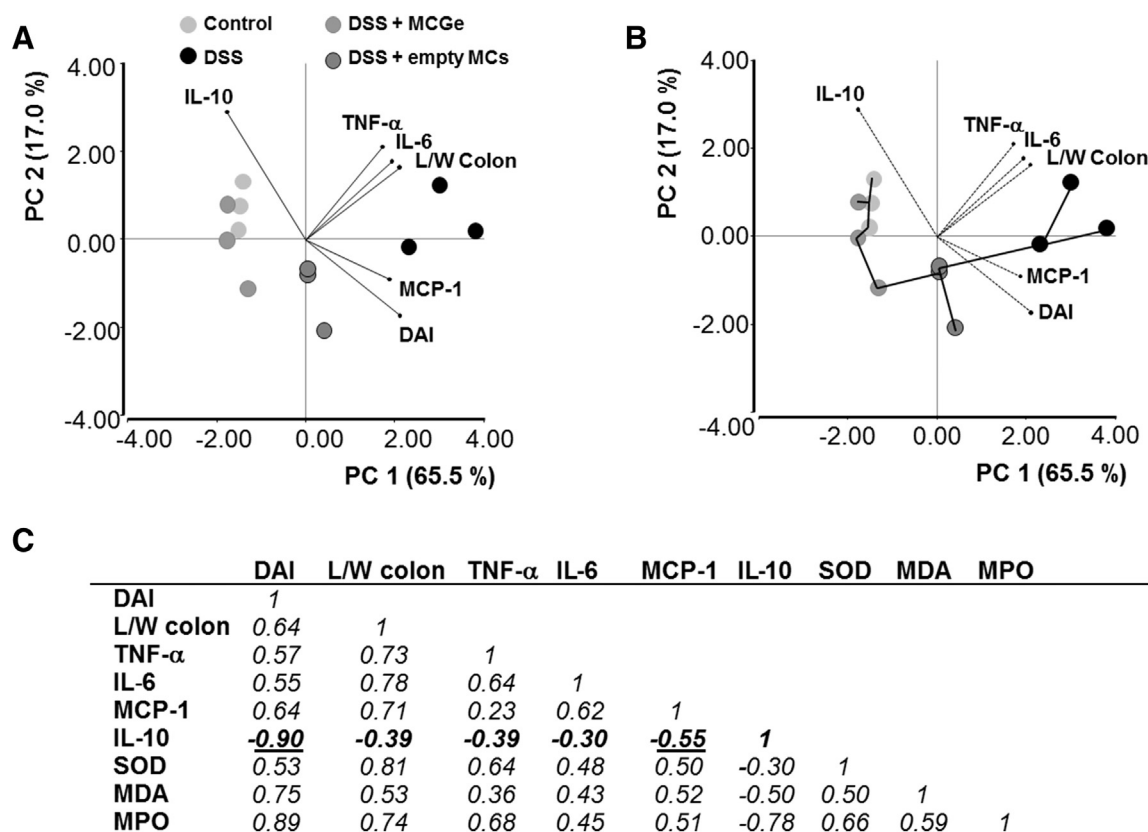 A
Control
DSS + MCGe
DSS
DSS + empty MCs
4.00
2.00
0.00
-2.00
-4.00
PC 2 (17.0 %)
IL-10
TNF-α
IL-6
L/W Colon
MCP-1
DAI
-4.00 -2.00 0.00 2.00 4.00
PC 1 (65.5 %)
B
4.00
2.00
0.00
-2.00
-4.00
PC 2 (17.0 %)
IL-10
TNF-α
IL-6
L/W Colon
MCP-1
DAI
-2.00 0.00 2.00 4.00
PC 1 (65.5 %)
C
DAI L/W colon TNF-α IL-6 MCP-1 IL-10 SOD MDA MPO
DAI 1
L/W colon 0.64 1
TNF-α 0.57 0.73 1
IL-6 0.55 0.78 0.64 1
MCP-1 0.64 0.71 0.23 0.62 1
IL-10 -0.90 -0.39 -0.39 -0.30 -0.55 1
SOD 0.53 0.81 0.64 0.48 0.50 -0.30 1
MDA 0.75 0.53 0.36 0.43 0.52 -0.50 0.50 1
MPO 0.89 0.74 0.68 0.45 0.51 -0.78 0.66 0.59 1